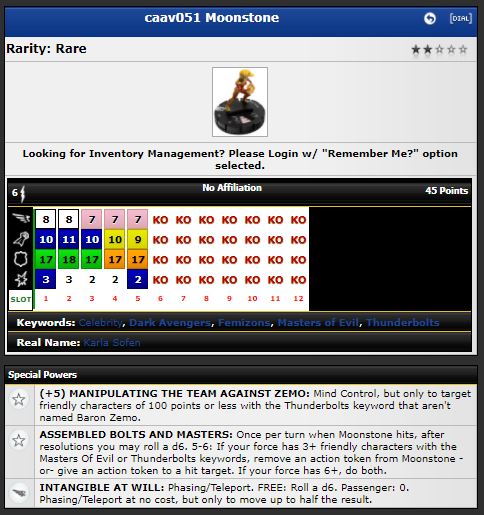 caav051 Moonstone
[DIAL]
Rarity: Rare
Looking for Inventory Management? Please Login w/ "Remember Me?" option
selected.
6 No Affiliation 45 Points
8 8 7 7 7 KO KO KO KO KO KO KO
10 11 10 10 9 KO KO KO KO KO KO KO
17 18 17 17 17 KO KO KO KO KO KO KO
3 3 2 2 2 KO KO KO KO KO KO KO
SLOT 1 2 3 4 5 6 7 8 9 10 11 12
Keywords: Celebrity, Dark Avengers, Femizons, Masters of Evil, Thunderbolts
Real Name: Karla Sofen
Special Powers
(+5) MANIPULATING THE TEAM AGAINST ZEMO: Mind Control, but only to target
friendly characters of 100 points or less with the Thunderbolts keyword that aren't
named Baron Zemo.
ASSEMBLED BOLTS AND MASTERS: Once per turn when Moonstone hits, after
resolutions you may roll a d6. 5-6: If your force has 3+ friendly characters with the
Masters Of Evil or Thunderbolts keywords, remove an action token from Moonstone -
or- give an action token to a hit target. If your force has 6+, do both.
INTANGIBLE AT WILL: Phasing/Teleport. FREE: Roll a d6. Passenger: 0.
Phasing/Teleport at no cost, but only to move up to half the result.